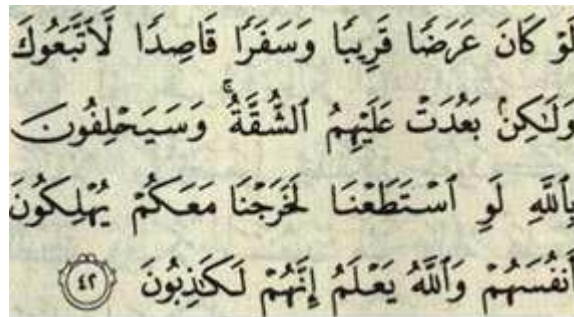 لَوْ كَانَ عَرَضًا قَرِيبًا وَسَفَرًا قَاصِدًا لَّاتَّبَعُوكَ
وَلَٰكِنۢ بَعُدَتْ عَلَيْهِمُ ٱلشُّقَّةُ ۚ وَسَيَحْلِفُونَ
بِٱللَّهِ لَوِ ٱسْتَطَعْنَا لَخَرَجْنَا مَعَكُمْ يُهْلِكُونَ
أَنفُسَهُمْ وَٱللَّهُ يَعْلَمُ إِنَّهُمْ لَكَٰذِبُونَ ٤٢